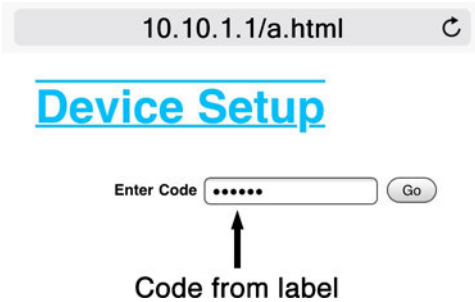 10.10.1.1/a.html
Device Setup
Enter Code •••••• Go
Code from label